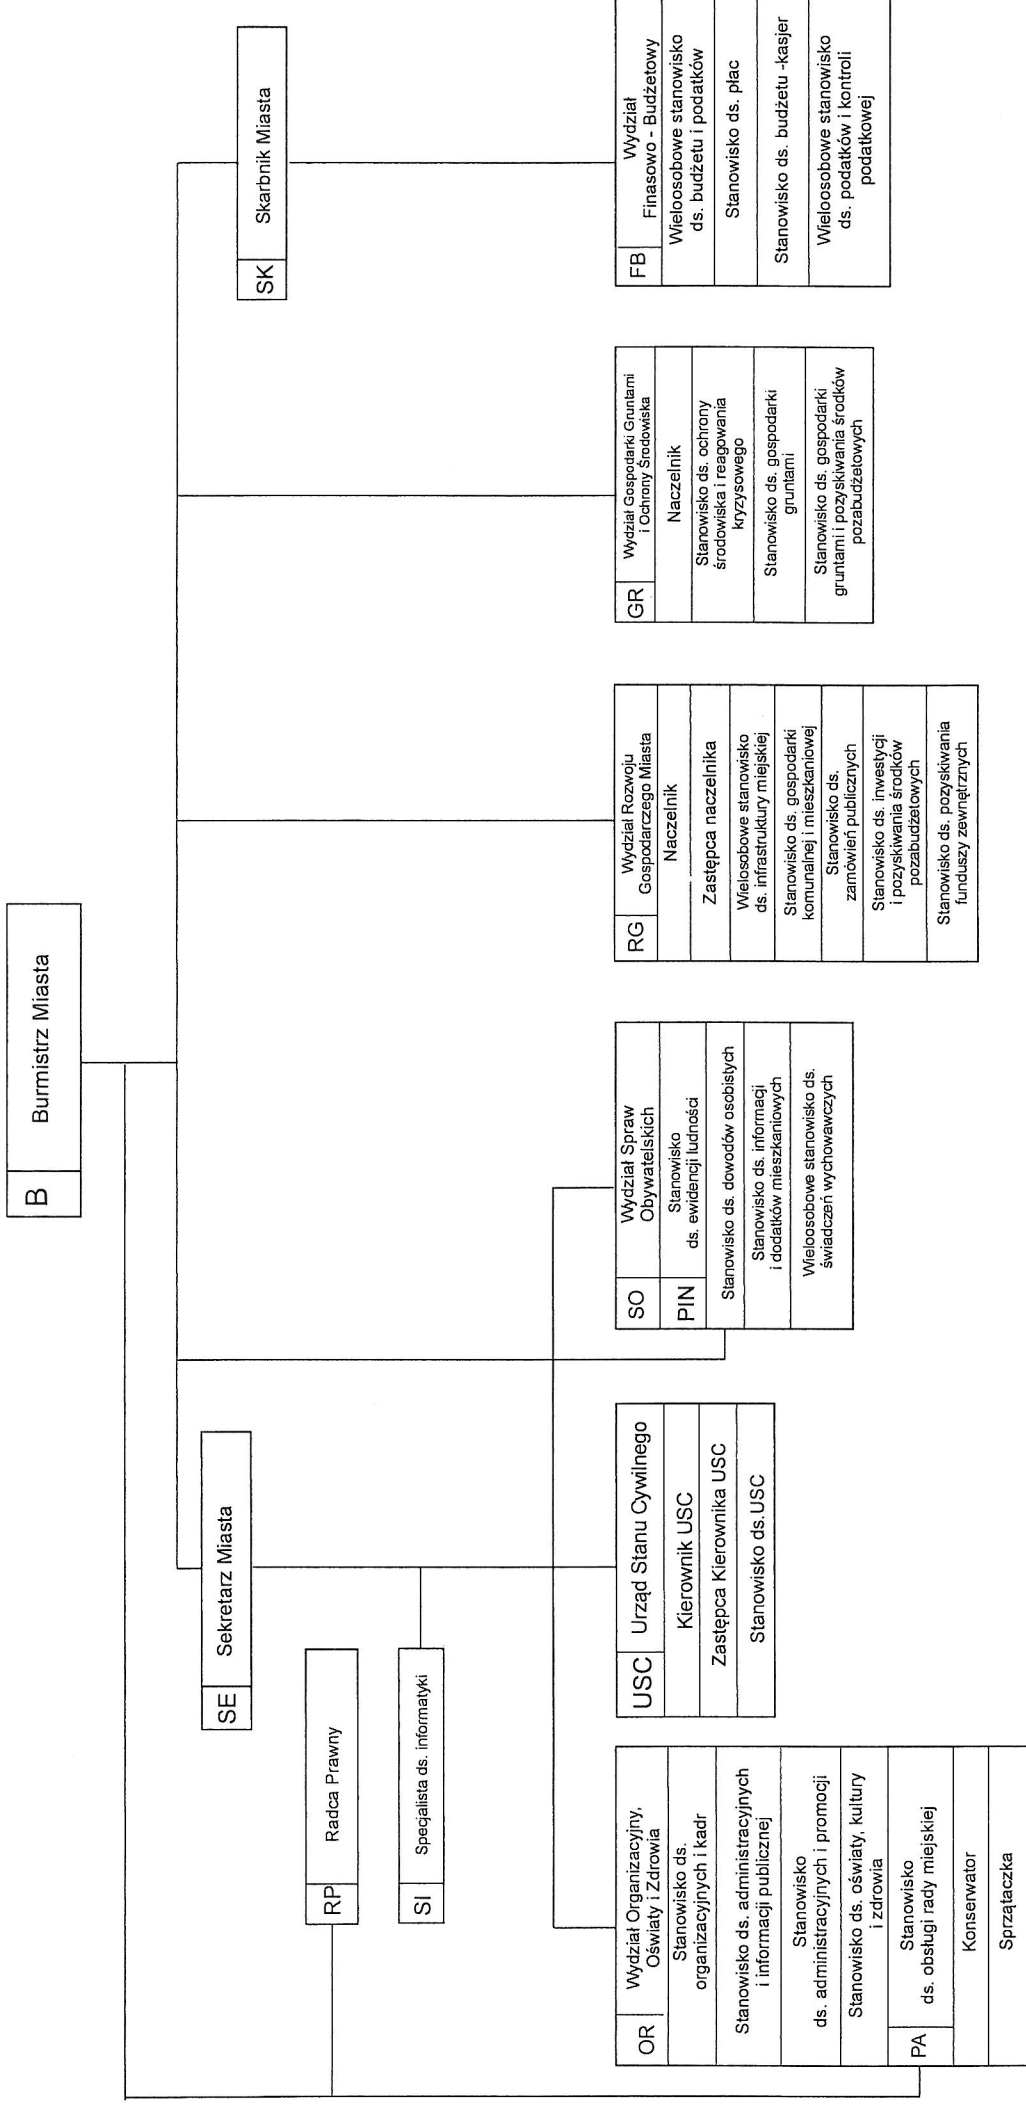 B
Burmistrz Miasta
SE
Sekretarz Miasta
SK
Skarbnik Miasta
RP
Radca Prawny
SI
Specjalista ds. informatyki
OR
Wydział Organizacyjny,
Oświaty i Zdrowia
Stanowisko ds.
organizacyjnych i kadr
Stanowisko ds. administracyjnych
i informacji publicznej
Stanowisko
ds. administracyjnych i promocji
Stanowisko ds. oświaty, kultury
i zdrowia
PA
Stanowisko
ds. obsługi rady miejskiej
Konserwator
Sprzątaczka
USC
Urząd Stanu Cywilnego
Kierownik USC
Zastępca Kierownika USC
Stanowisko ds.USC
SO
Wydział Spraw
Obywatelskich
PIN
Stanowisko
ds. ewidencji ludności
Stanowisko ds. dowodów osobistych
Stanowisko ds. informacji
i dodatków mieszkaniowych
Wieloosobowe stanowisko ds.
świadczeń wychowawczych
RG
Wydział Rozwoju
Gospodarczego Miasta
Naczelnik
Zastępca naczelnika
Wielosobowe stanowisko
ds. infrastruktury miejskiej
Stanowisko ds. gospodarki
komunalnej i mieszkaniowej
Stanowisko ds.
zamówień publicznych
Stanowisko ds. inwestycji
i pozyskiwania środków
pozabudżetowych
Stanowisko ds. pozyskiwania
funduszy zewnętrznych
GR
Wydział Gospodarki Gruntami
i Ochrony Środowiska
Naczelnik
Stanowisko ds. ochrony
środowiska i reagowania
kryzysowego
Stanowisko ds. gospodarki
gruntami
Stanowisko ds. gospodarki
gruntami i pozyskiwania środków
pozabudżetowych
FB
Wydział
Finasowo - Budżetowy
Wieloosobowe stanowisko
ds. budżetu i podatków
Stanowisko ds. płac
Stanowisko ds. budżetu -kasjer
Wieloosobowe stanowisko
ds. podatków i kontroli
podatkowej